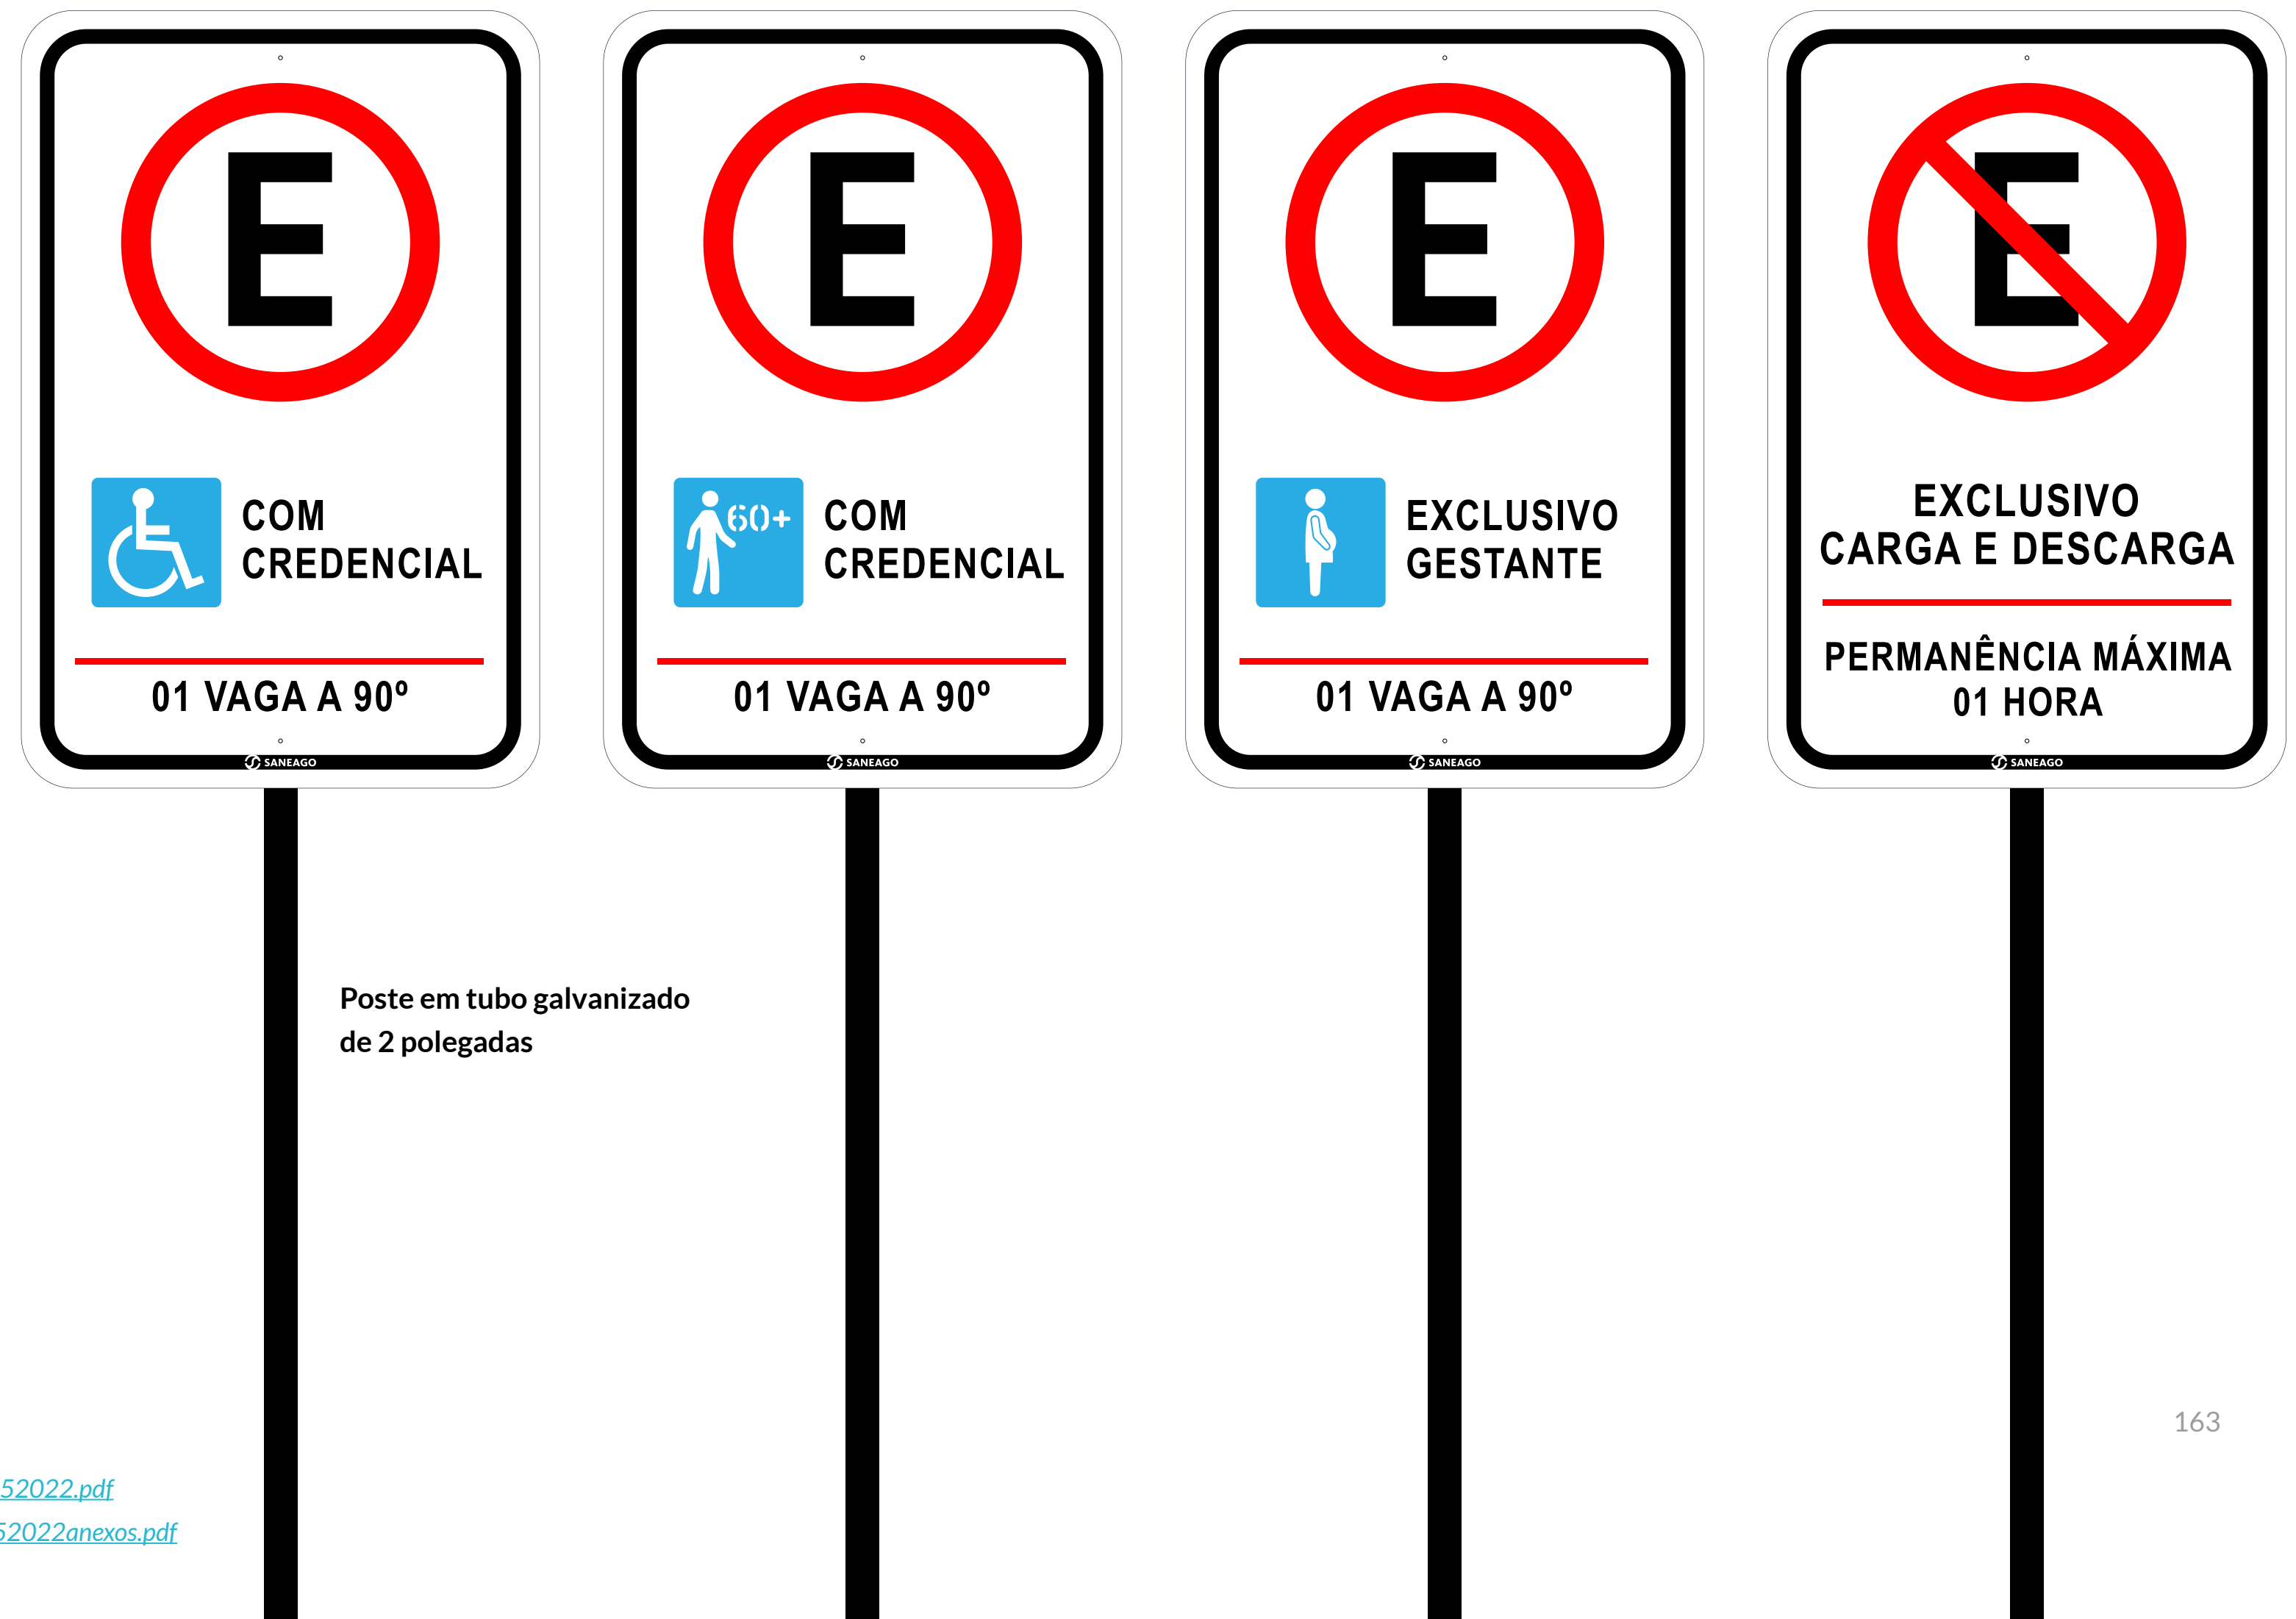 E
COM
CREDENCIAL
01 VAGA A 90º
SANEAGO
E
60+
COM
CREDENCIAL
01 VAGA A 90º
SANEAGO
E
EXCLUSIVO
GESTANTE
01 VAGA A 90º
SANEAGO
E
EXCLUSIVO
CARGA E DESCARGA
PERMANÊNCIA MÁXIMA
01 HORA
SANEAGO
Poste em tubo galvanizado
de 2 polegadas
163
52022.pdf
52022anexos.pdf